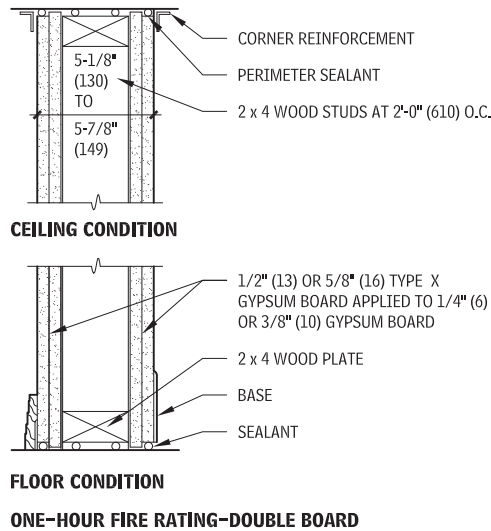 CORNER REINFORCEMENT
PERIMETER SEALANT
2 x 4 WOOD STUDS AT 2'-0" (610) O.C.
5-1/8"
(130)
TO
5-7/8"
(149)
CEILING CONDITION
1/2" (13) OR 5/8" (16) TYPE X
GYPSUM BOARD APPLIED TO 1/4" (6)
OR 3/8" (10) GYPSUM BOARD
2 x 4 WOOD PLATE
BASE
SEALANT
FLOOR CONDITION
ONE-HOUR FIRE RATING-DOUBLE BOARD